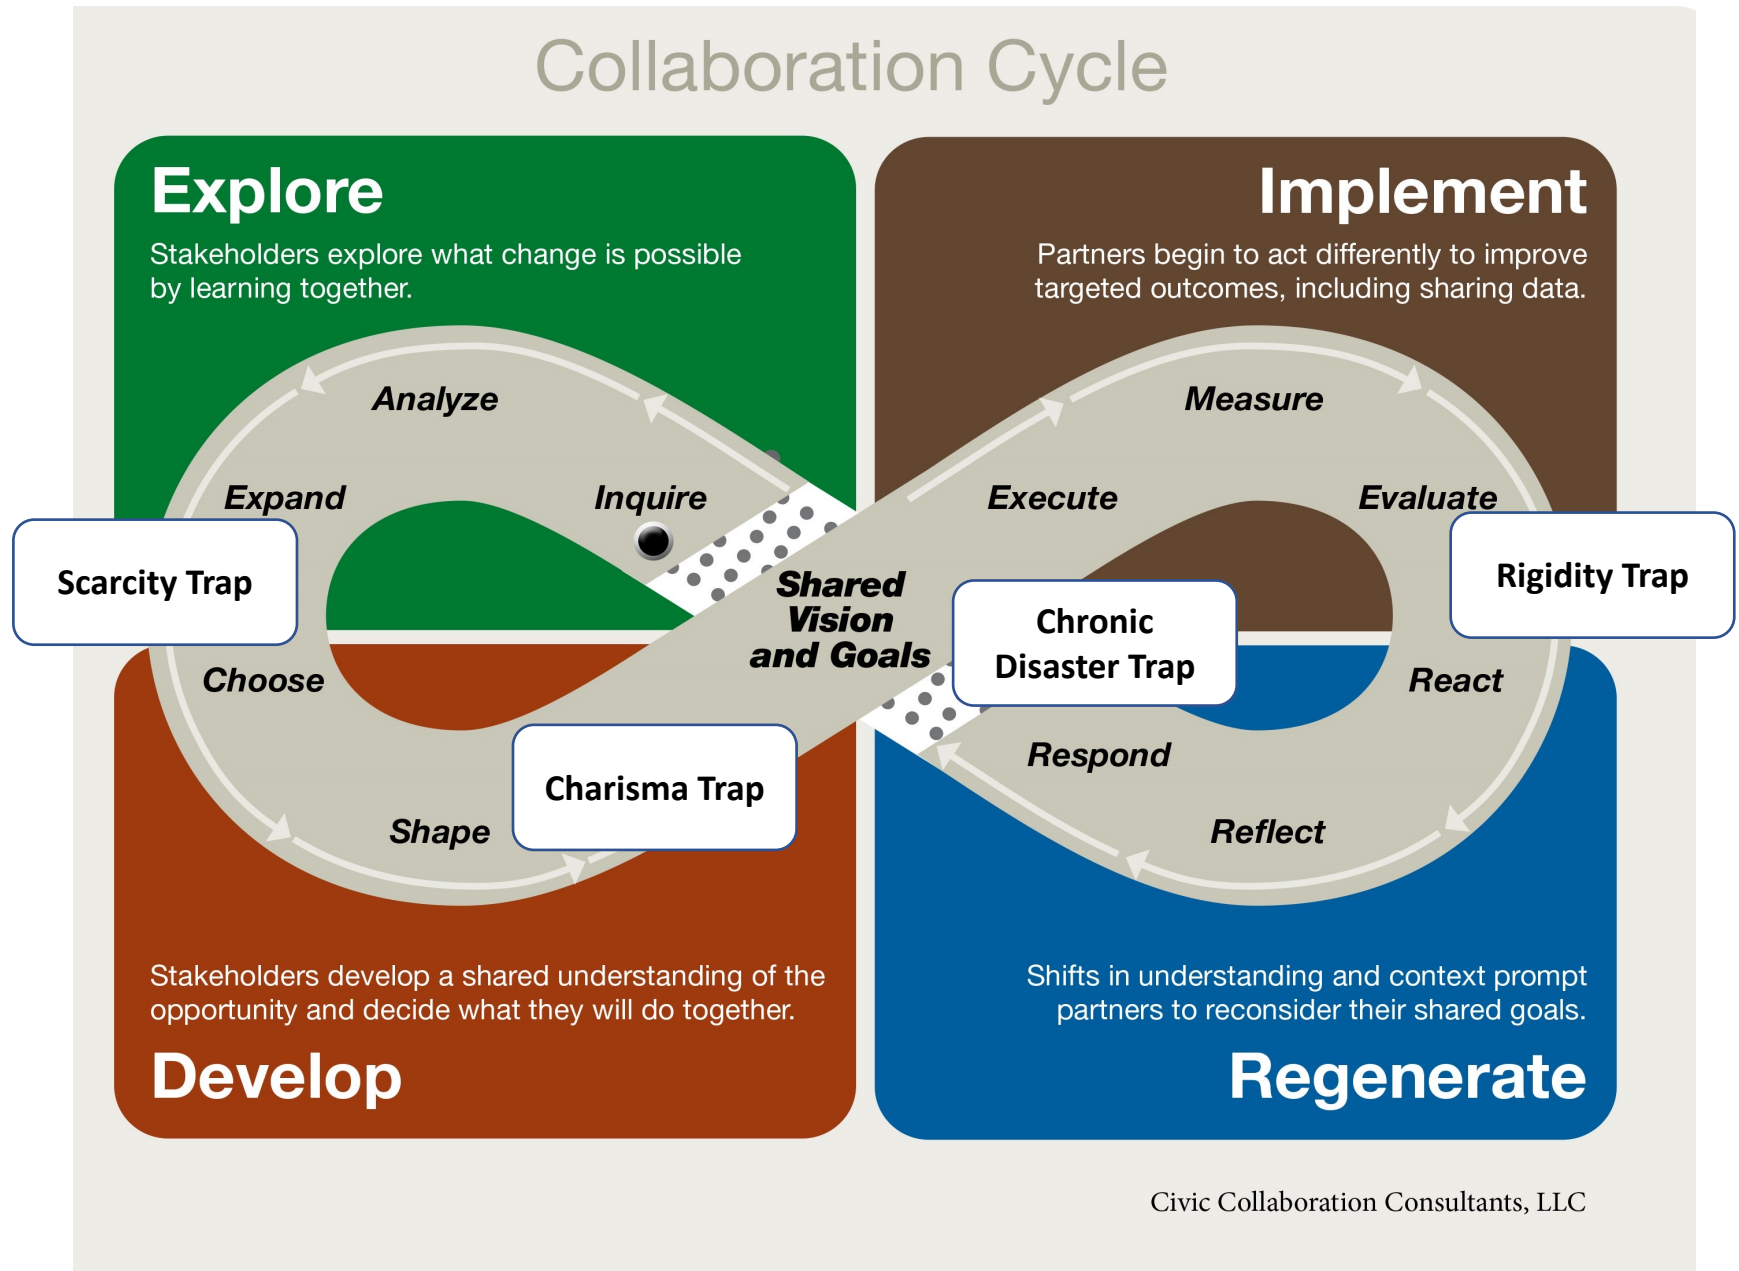 Collaboration Cycle
Explore
Stakeholders explore what change is possible
by learning together.
Implement
Partners begin to act differently to improve
targeted outcomes, including sharing data.
Analyze
Expand
Inquire
Measure
Execute
Evaluate
Scarcity Trap
Shared
Vision
and Goals
Chronic
Disaster Trap
Rigidity Trap
Choose
Charisma Trap
Shape
React
Respond
Reflect
Stakeholders develop a shared understanding of the
opportunity and decide what they will do together.
Develop
Shifts in understanding and context prompt
partners to reconsider their shared goals.
Regenerate
Civic Collaboration Consultants, LLC